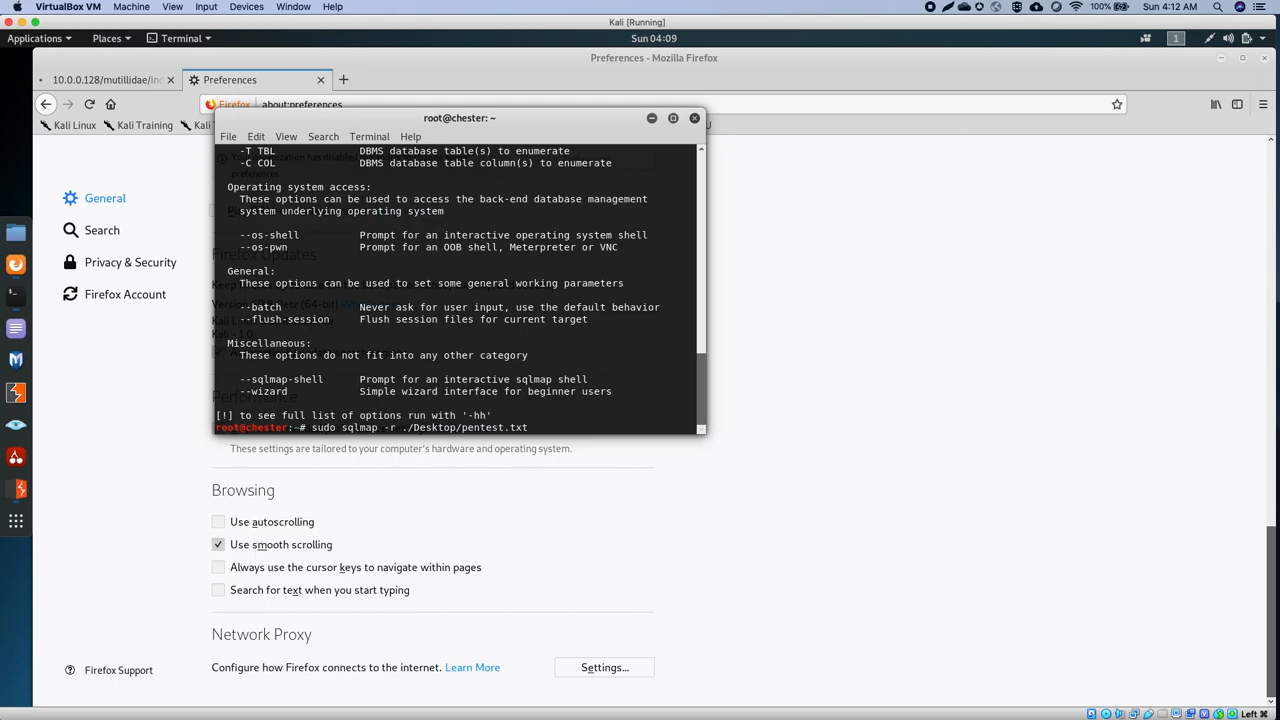 VirtualBox VM Machine View Input Devices Window Help 100% Sun 4:12 AM
Kali [Running]
Applications Places Terminal Sun 04:09 1
Preferences - Mozilla Firefox
10.0.0.128/mutillidae/ind Preferences
Firefox about:preferences
Kali Linux Kali Training Kali
root@chester: ~
File Edit View Search Terminal Help
-T TBL DBMS database table(s) to enumerate
-C COL DBMS database table column(s) to enumerate
Operating system access:
These options can be used to access the back-end database management
system underlying operating system
--os-shell Prompt for an interactive operating system shell
--os-pwn Prompt for an OOB shell, Meterpreter or VNC
General:
These options can be used to set some general working parameters
--batch Never ask for user input, use the default behavior
--flush-session Flush session files for current target
Miscellaneous:
These options do not fit into any other category
--sqlmap-shell Prompt for an interactive sqlmap shell
--wizard Simple wizard interface for beginner users
[!] to see full list of options run with '-hh'
root@chester:~# sudo sqlmap -r ./Desktop/pentest.txt
General
Search
Privacy & Security
Firefox Account
Firefox Updates
Performance
These settings are tailored to your computer's hardware and operating system.
Browsing
Use autoscrolling
Use smooth scrolling
Always use the cursor keys to navigate within pages
Search for text when you start typing
Network Proxy
Configure how Firefox connects to the internet. Learn More Settings...
Firefox Support
Left ⌘